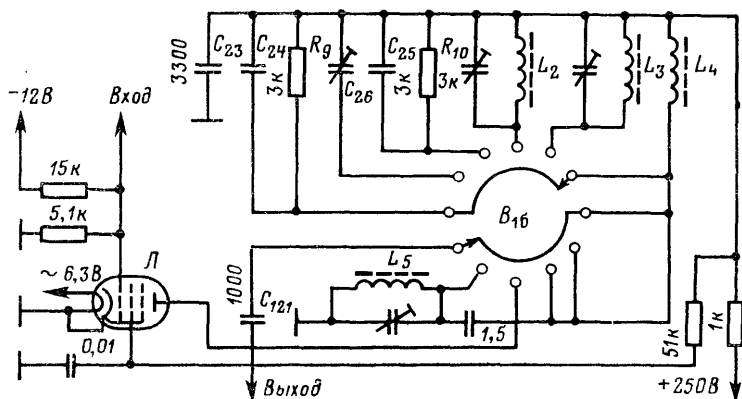 3300
C23
C24
3к
R9
C26
C25
3к
R10
3к
L2
L3
L4
-12В
Вход
15к
5,1к
~6,3В
Л
В1б
1000
C121
L5
1,5
0,01
51к
1к
Выход
+250В